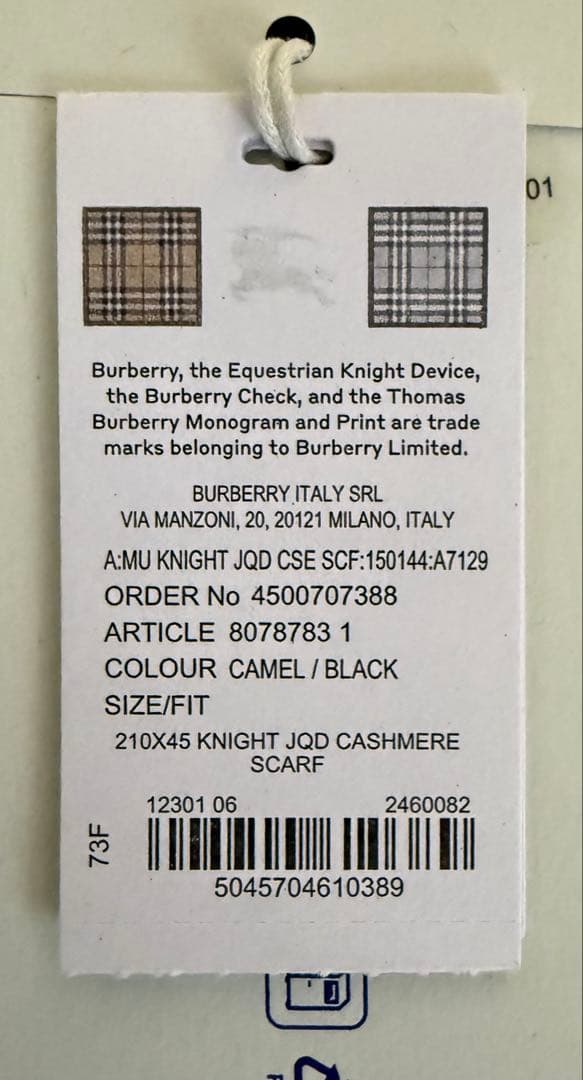 01
Burberry, the Equestrian Knight Device,
the Burberry Check, and the Thomas
Burberry Monogram and Print are trade
marks belonging to Burberry Limited.
BURBERRY ITALY SRL
VIA MANZONI, 20, 20121 MILANO, ITALY
A:MU KNIGHT JQD CSE SCF:150144:A7129
ORDER No 4500707388
ARTICLE 8078783 1
COLOUR CAMEL / BLACK
SIZE/FIT
210X45 KNIGHT JQD CASHMERE
SCARF
12301 06 2460082
73F
5045704610389